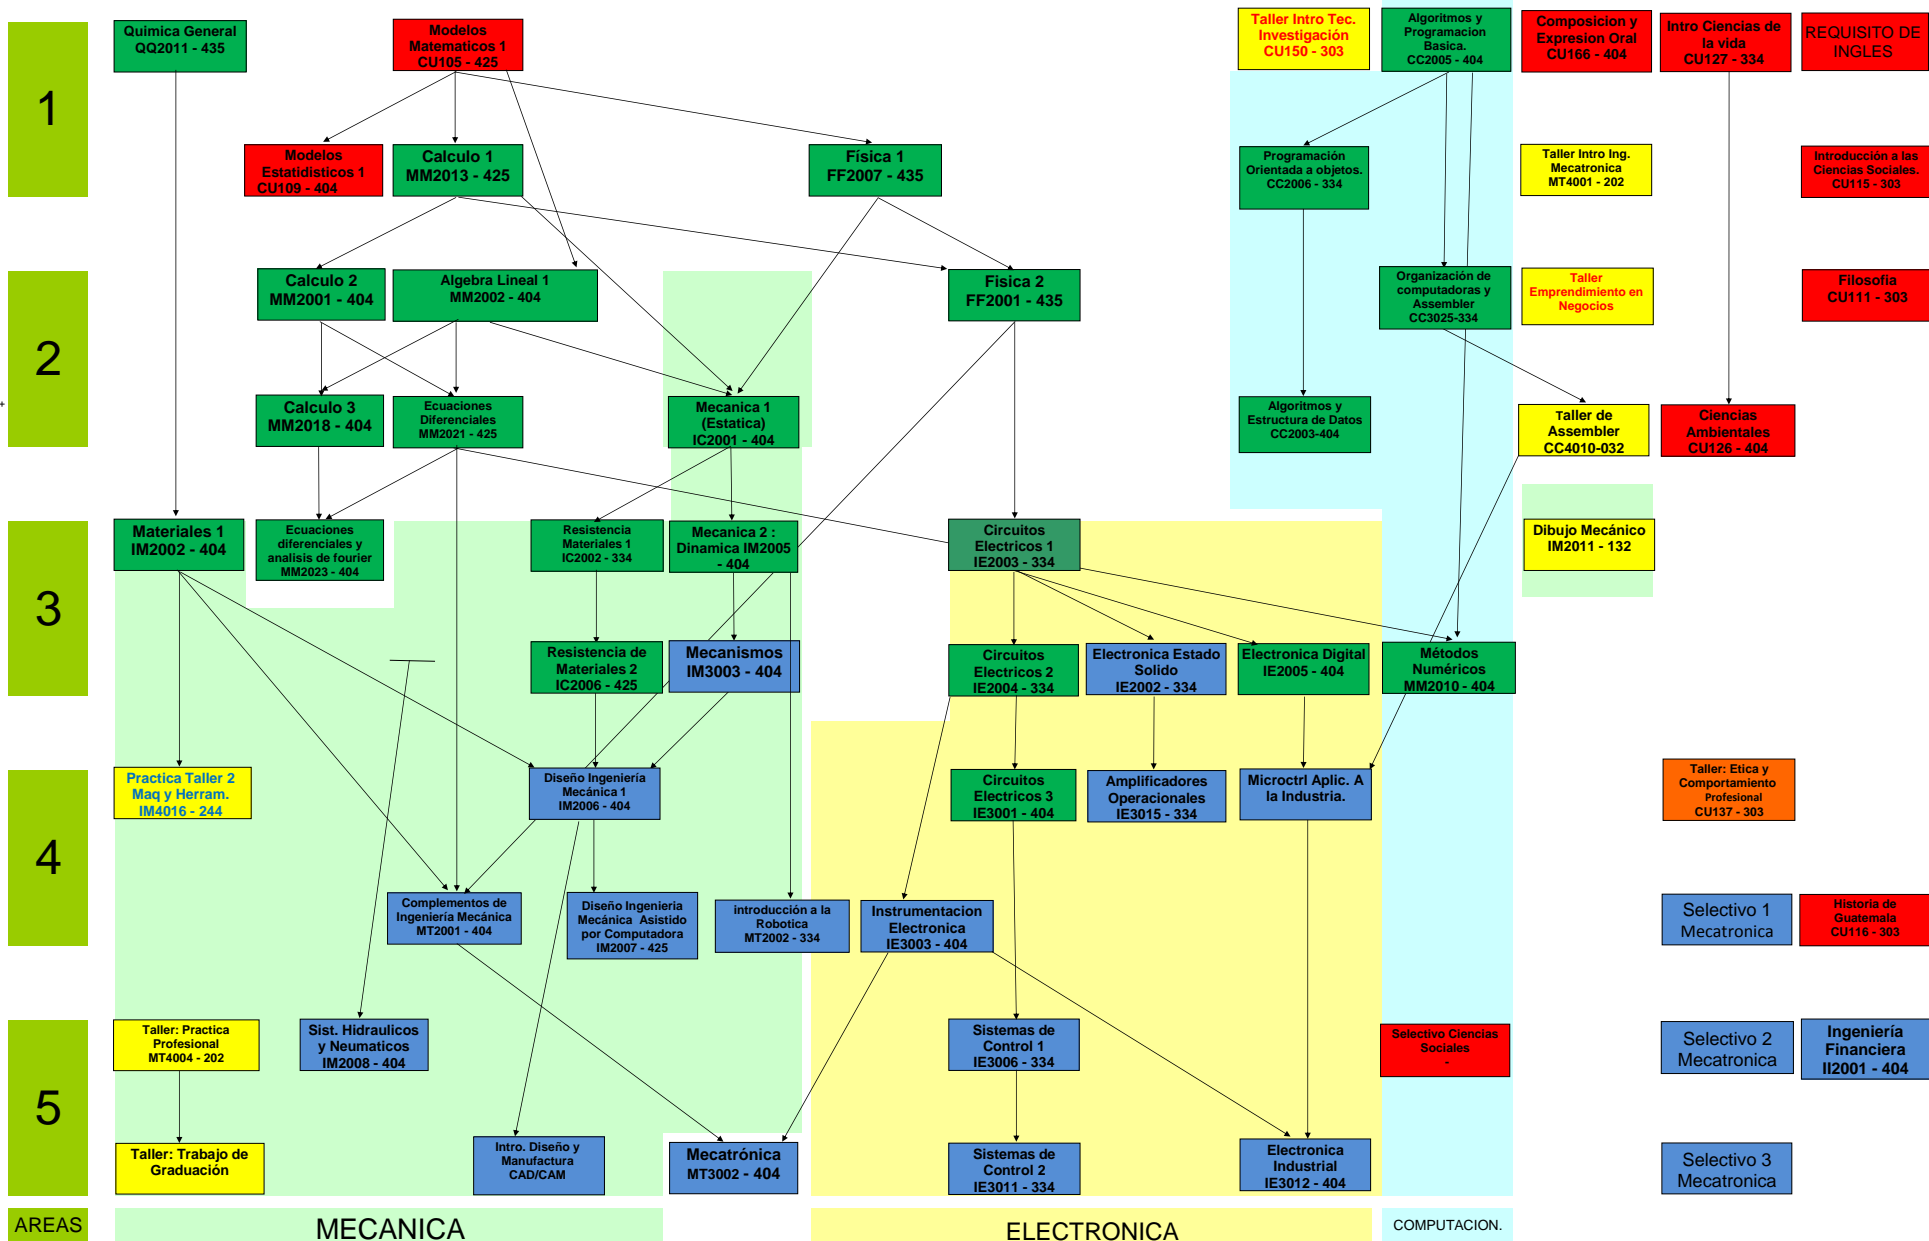 Quimica General
QQ2011 - 435
Modelos
Matematicos 1
CU105 - 425
Taller Intro Tec.
Investigación
CU150 - 303
Algoritmos y
Programacion
Basica.
CC2005 - 404
Composicion y
Expresion Oral
CU166 - 404
Intro Ciencias de
la vida
CU127 - 334
REQUISITO DE
INGLES
1
Modelos
Estatidisticos 1
CU109 - 404
Calculo 1
MM2013 - 425
Física 1
FF2007 - 435
Programación
Orientada a objetos.
CC2006 - 334
Taller Intro Ing.
Mecatronica
MT4001 - 202
Introducción a las
Ciencias Sociales.
CU115 - 303
Calculo 2
MM2001 - 404
Algebra Lineal 1
MM2002 - 404
Fisica 2
FF2001 - 435
Organización de
computadoras y
Assembler
CC3025-334
Taller
Emprendimiento en
Negocios
Filosofia
CU111 - 303
2
+
Calculo 3
MM2018 - 404
Ecuaciones
Diferenciales
MM2021 - 425
Mecanica 1
(Estatica)
IC2001 - 404
Algoritmos y
Estructura de Datos
CC2003-404
Taller de
Assembler
CC4010-032
Ciencias
Ambientales
CU126 - 404
Materiales 1
IM2002 - 404
Ecuaciones
diferenciales y
analisis de fourier
MM2023 - 404
Resistencia
Materiales 1
IC2002 - 334
Mecanica 2 :
Dinamica IM2005
- 404
Circuitos
Electricos 1
IE2003 - 334
Dibujo Mecánico
IM2011 - 132
3
Resistencia de
Materiales 2
IC2006 - 425
Mecanismos
IM3003 - 404
Circuitos
Electricos 2
IE2004 - 334
Electronica Estado
Solido
IE2002 - 334
Electronica Digital
IE2005 - 404
Métodos
Numéricos
MM2010 - 404
Practica Taller 2
Maq y Herram.
IM4016 - 244
Diseño Ingeniería
Mecánica 1
IM2006 - 404
Circuitos
Electricos 3
IE3001 - 404
Amplificadores
Operacionales
IE3015 - 334
Microctrl Aplic. A
la Industria.
Taller: Etica y
Comportamiento
Profesional
CU137 - 303
4
Complementos de
Ingeniería Mecánica
MT2001 - 404
Diseño Ingenieria
Mecánica Asistido
por Computadora
IM2007 - 425
introducción a la
Robotica
MT2002 - 334
Instrumentacion
Electronica
IE3003 - 404
Selectivo 1
Mecatronica
Historia de
Guatemala
CU116 - 303
Taller: Practica
Profesional
MT4004 - 202
Sist. Hidraulicos
y Neumaticos
IM2008 - 404
Sistemas de
Control 1
IE3006 - 334
Selectivo Ciencias
Sociales
-
Selectivo 2
Mecatronica
Ingeniería
Financiera
II2001 - 404
5
Taller: Trabajo de
Graduación
Intro. Diseño y
Manufactura
CAD/CAM
Mecatrónica
MT3002 - 404
Sistemas de
Control 2
IE3011 - 334
Electronica
Industrial
IE3012 - 404
Selectivo 3
Mecatronica
AREAS
MECANICA
ELECTRONICA
COMPUTACION.